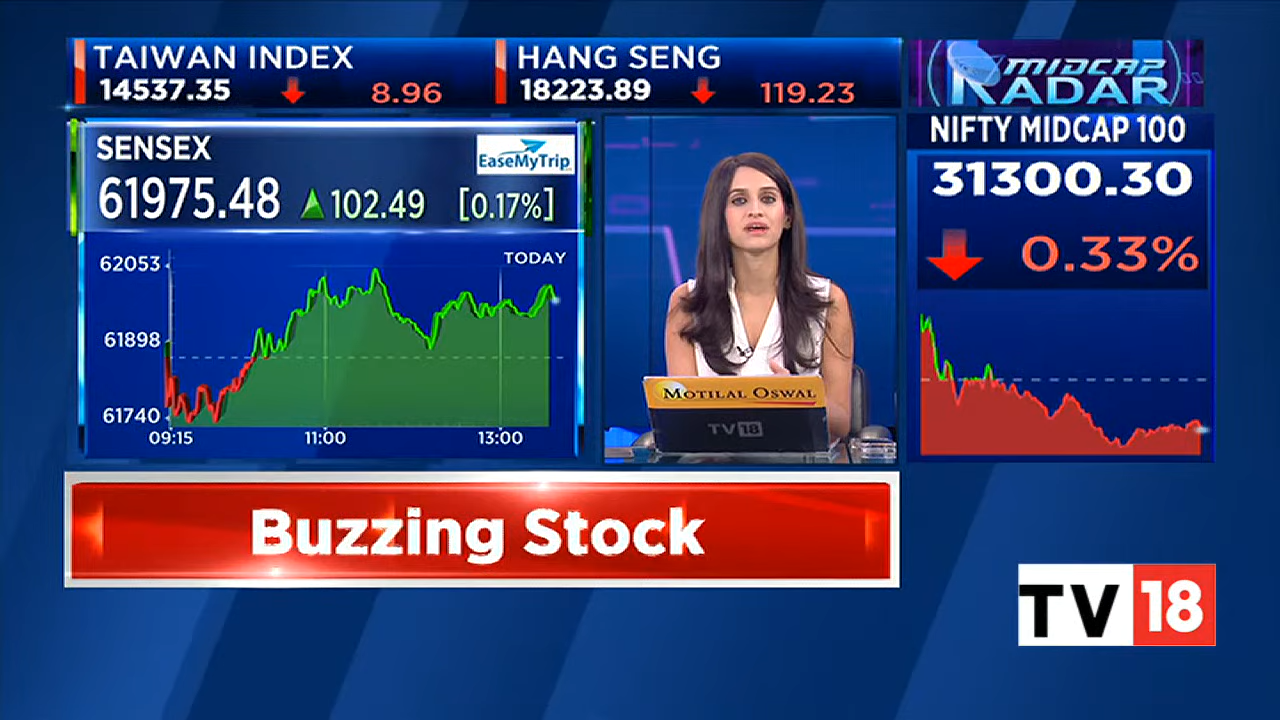 TAIWAN INDEX
14537.35 8.96
HANG SENG
18223.89 119.23
MIDCAP
RADAR
SENSEX
EaseMyTrip
61975.48 102.49 [0.17%]
TODAY
62053
61898
61740
09:15 11:00 13:00
MOTILAL OSWAL
TV18
NIFTY MIDCAP 100
31300.30
0.33%
Buzzing Stock
TV18